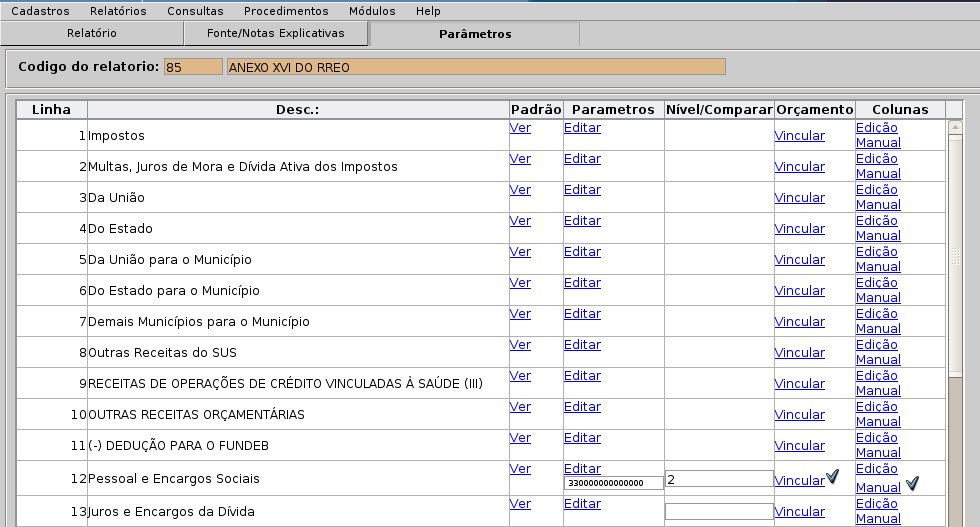 Cadastros Relatórios Consultas Procedimentos Módulos Help
Relatório Fonte/Notas Explicativas Parâmetros
Codigo do relatorio: 85 ANEXO XVI DO RREO
Linha Desc.: Padrão Parametros Nível/Comparar Orçamento Colunas
1 Impostos Ver Editar Vincular Edição Manual
2 Multas, Juros de Mora e Dívida Ativa dos Impostos Ver Editar Vincular Edição Manual
3 Da União Ver Editar Vincular Edição Manual
4 Do Estado Ver Editar Vincular Edição Manual
5 Da União para o Município Ver Editar Vincular Edição Manual
6 Do Estado para o Município Ver Editar Vincular Edição Manual
7 Demais Municípios para o Município Ver Editar Vincular Edição Manual
8 Outras Receitas do SUS Ver Editar Vincular Edição Manual
9 RECEITAS DE OPERAÇÕES DE CRÉDITO VINCULADAS À SAÚDE (III) Ver Editar Vincular Edição Manual
10 OUTRAS RECEITAS ORÇAMENTÁRIAS Ver Editar Vincular Edição Manual
11 (-) DEDUÇÃO PARA O FUNDEB Ver Editar Vincular Edição Manual
12 Pessoal e Encargos Sociais Ver Editar 330000000000000 2 Vincular Edição Manual
13 Juros e Encargos da Dívida Ver Editar Vincular Edição Manual